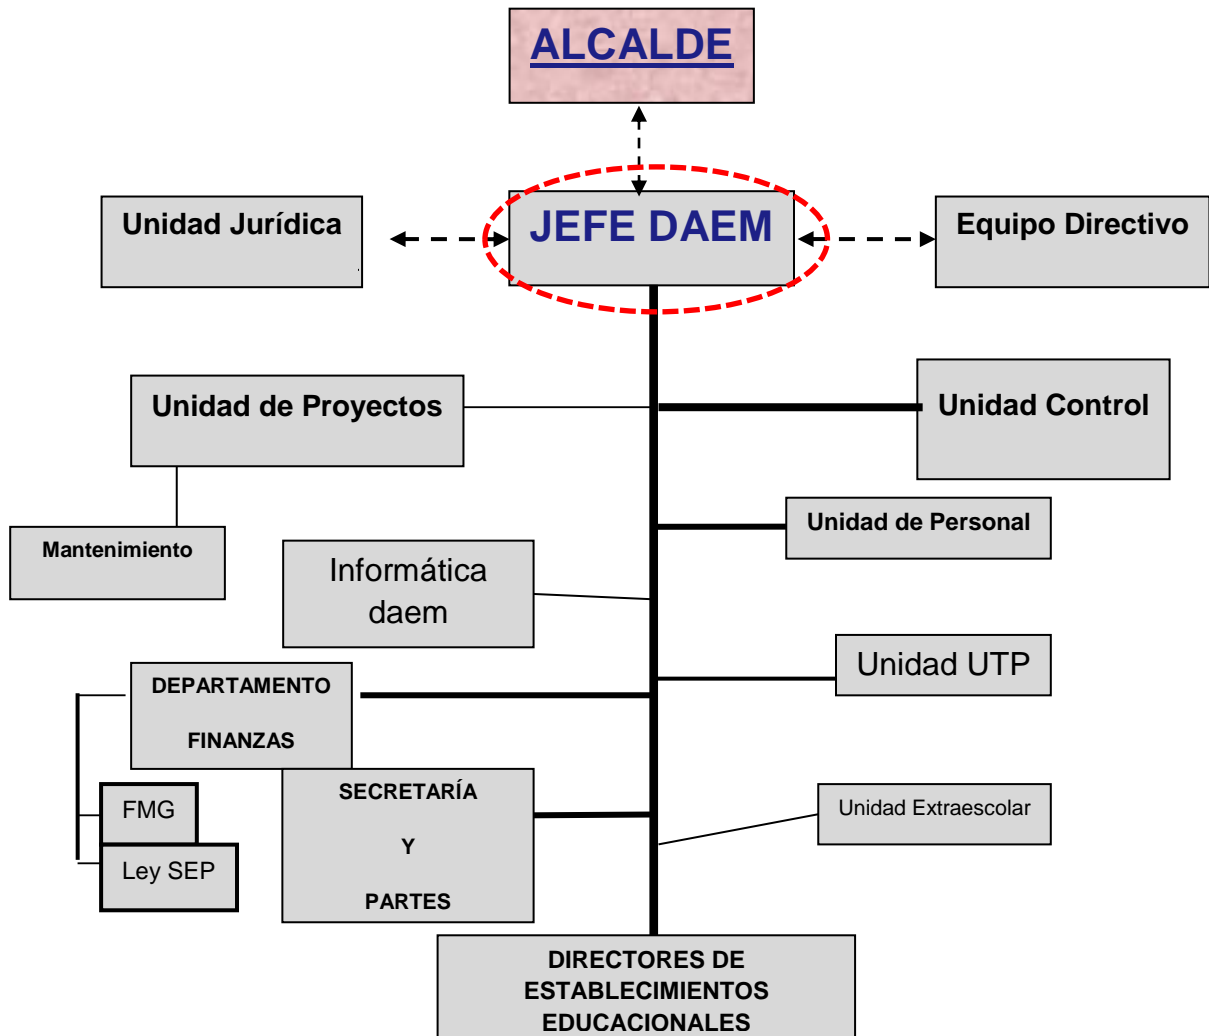 ALCALDE
Unidad Jurídica
.
JEFE DAEM
Equipo Directivo
Unidad de Proyectos
Unidad Control
Mantenimiento
Unidad de Personal
Informática
daem
Unidad UTP
DEPARTAMENTO
FINANZAS
SECRETARÍA
Y
PARTES
FMG
Ley SEP
Unidad Extraescolar
DIRECTORES DE
ESTABLECIMIENTOS
EDUCACIONALES